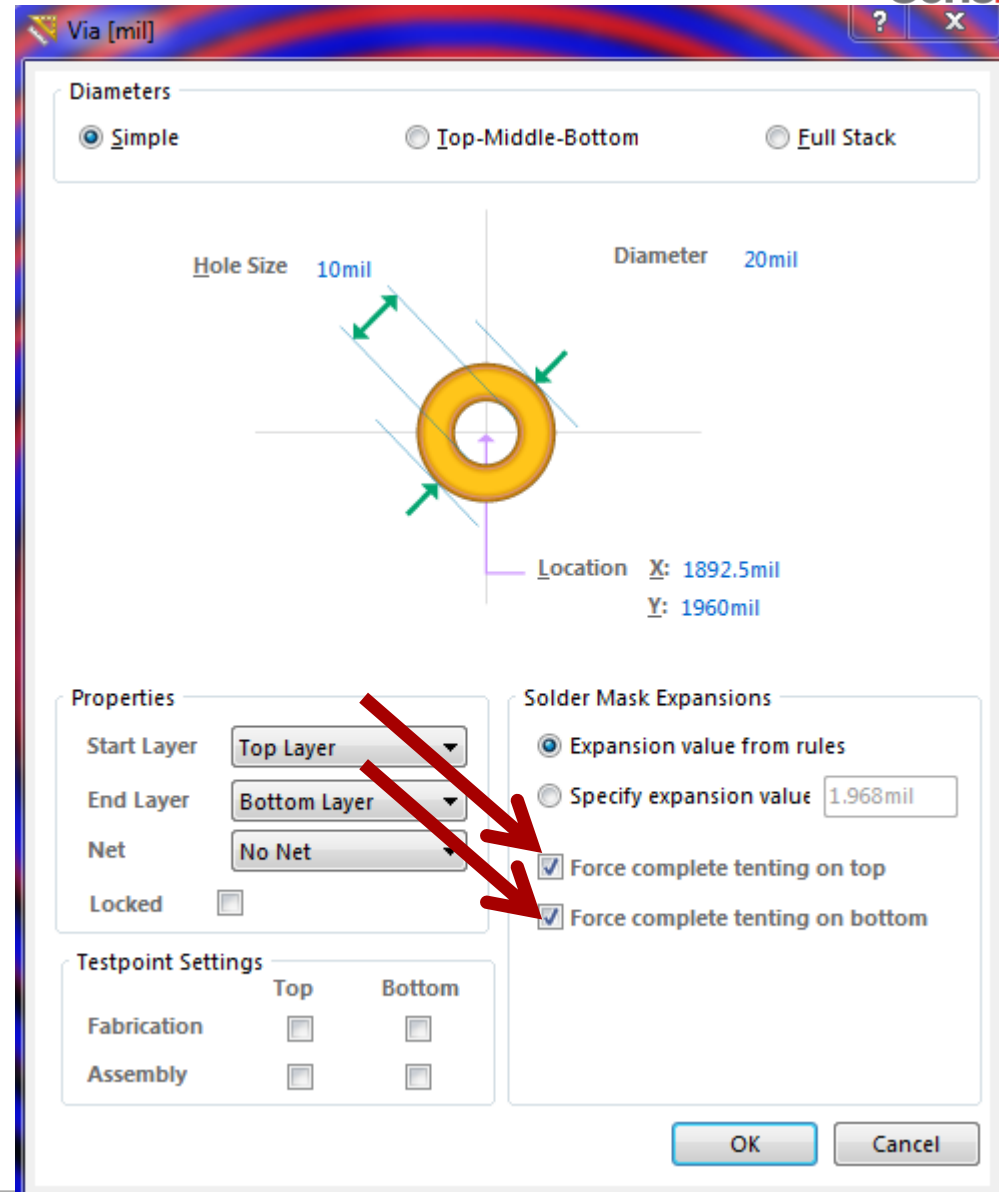 Via [mil]
? x
Diameters
Simple Top-Middle-Bottom Full Stack
Hole Size 10mil Diameter 20mil
Location X: 1892.5mil
Y: 1960mil
Properties
Start Layer Top Layer
End Layer Bottom Layer
Net No Net
Locked
Solder Mask Expansions
Expansion value from rules
Specify expansion value 1.968mil
Force complete tenting on top
Force complete tenting on bottom
Testpoint Settings
Top Bottom
Fabrication
Assembly
OK Cancel